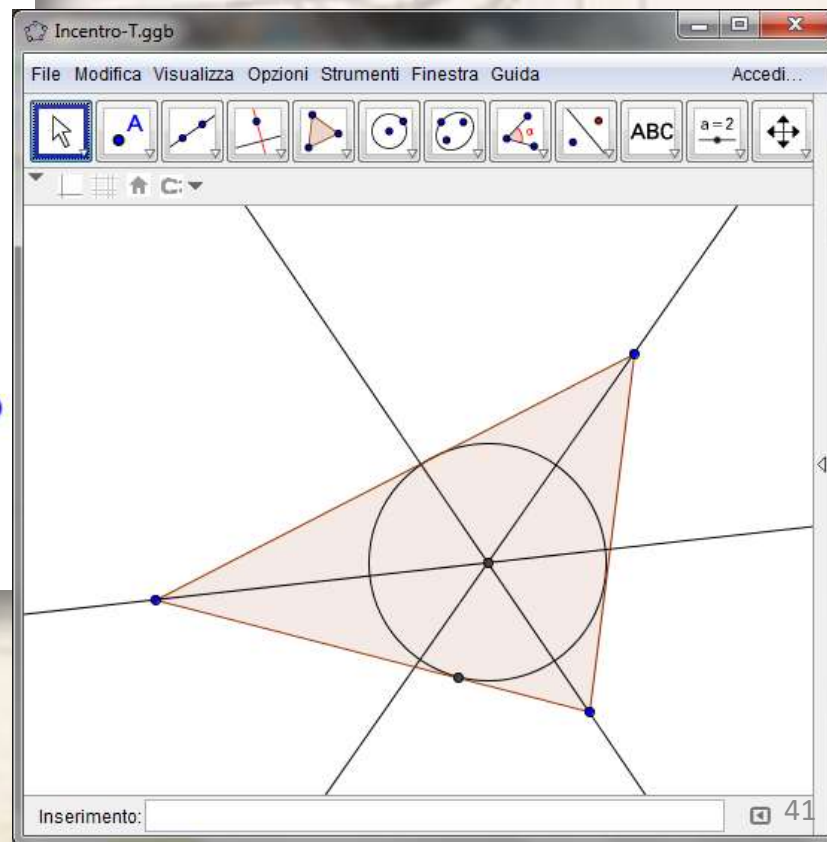 Incentro-T.ggb
File Modifica Visualizza Opzioni Strumenti Finestra Guida Accedi...
A α ABC a=2
Inserimento:
41